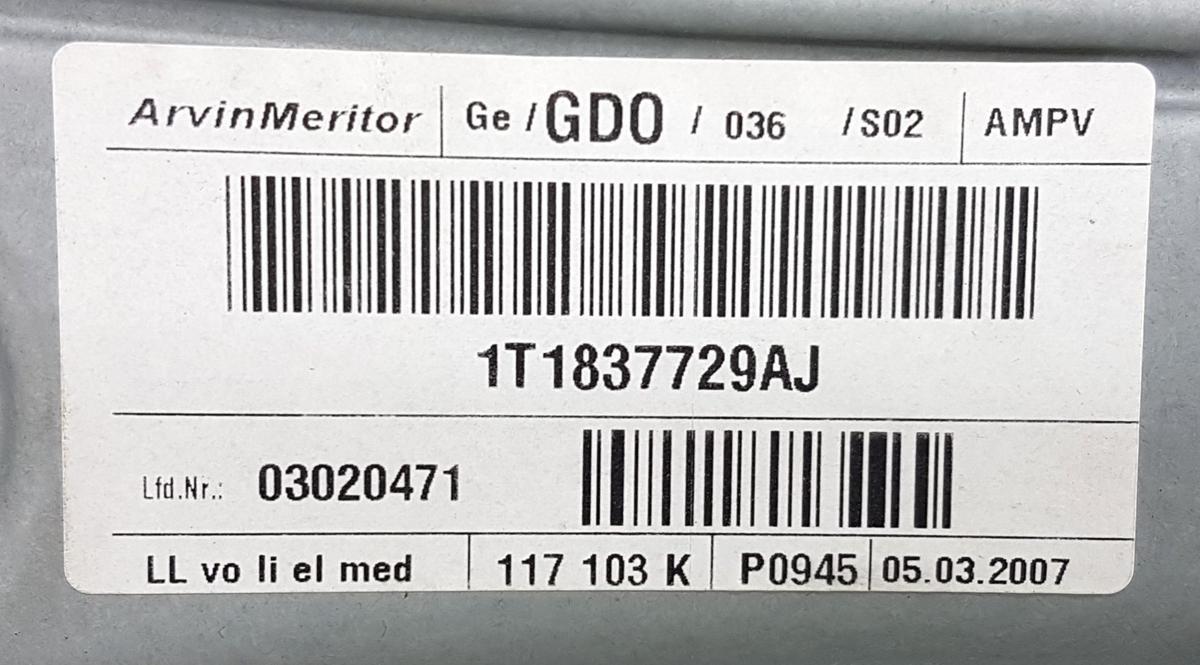 ArvinMeritor Ge / GDO / 036 / S02 AMPV
1T1837729AJ
Lfd.Nr.: 03020471
LL vo li el med 117 103 K P0945 05.03.2007